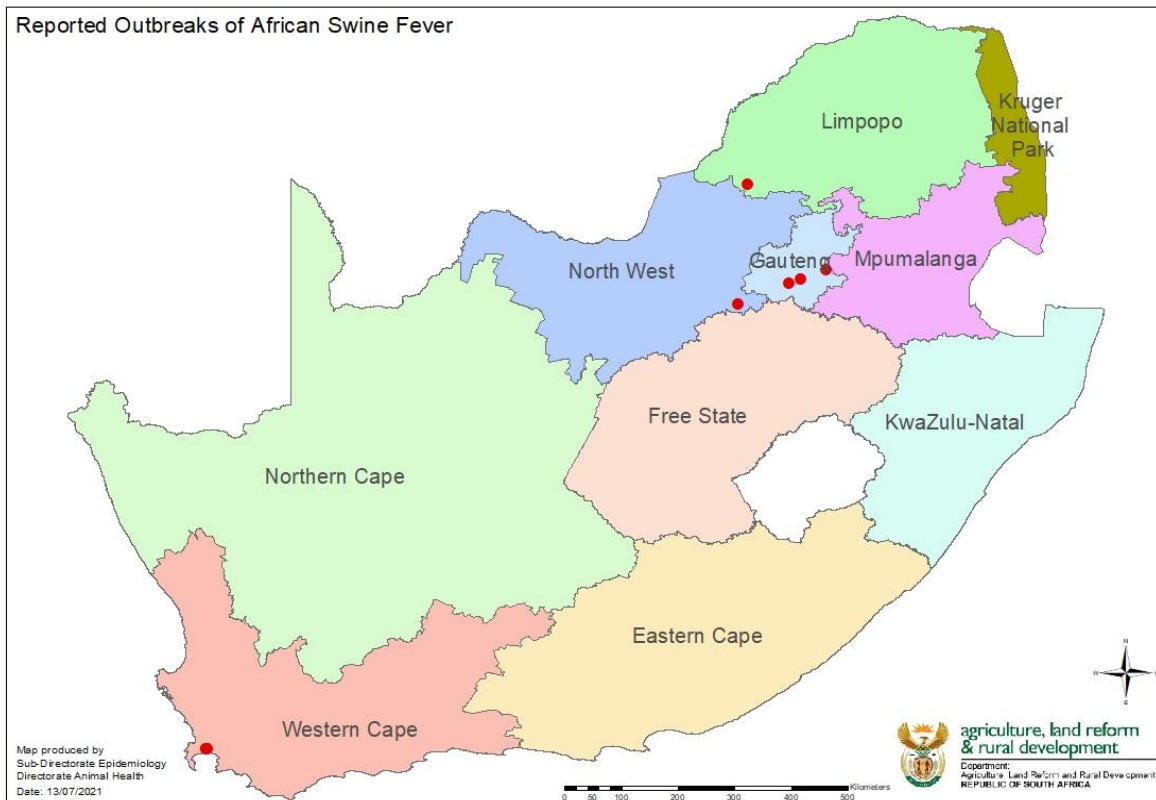 Reported Outbreaks of African Swine Fever
Limpopo
Kruger
National
Park
North West
Gauteng
Mpumalanga
Free State
KwaZulu-Natal
Northern Cape
Eastern Cape
Western Cape
N
W
S
Map produced by
Sub-Directorate Epidemiology
Directorate Animal Health
Date: 13/07/2021
Kilometers
0 50 100 200 300 400 500
agriculture, land reform
& rural development
Department:
Agriculture, Land Reform and Rural Development
REPUBLIC OF SOUTH AFRICA